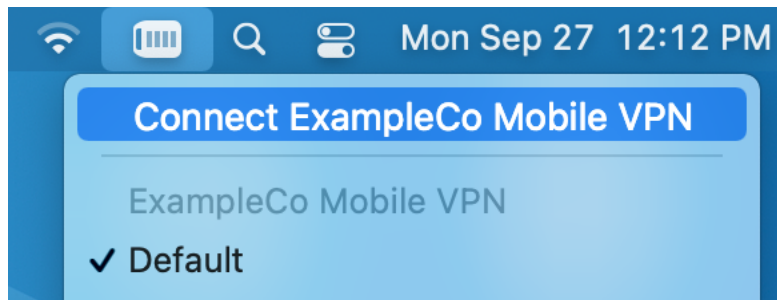 Mon Sep 27 12:12 PM
Connect ExampleCo Mobile VPN
ExampleCo Mobile VPN
Default